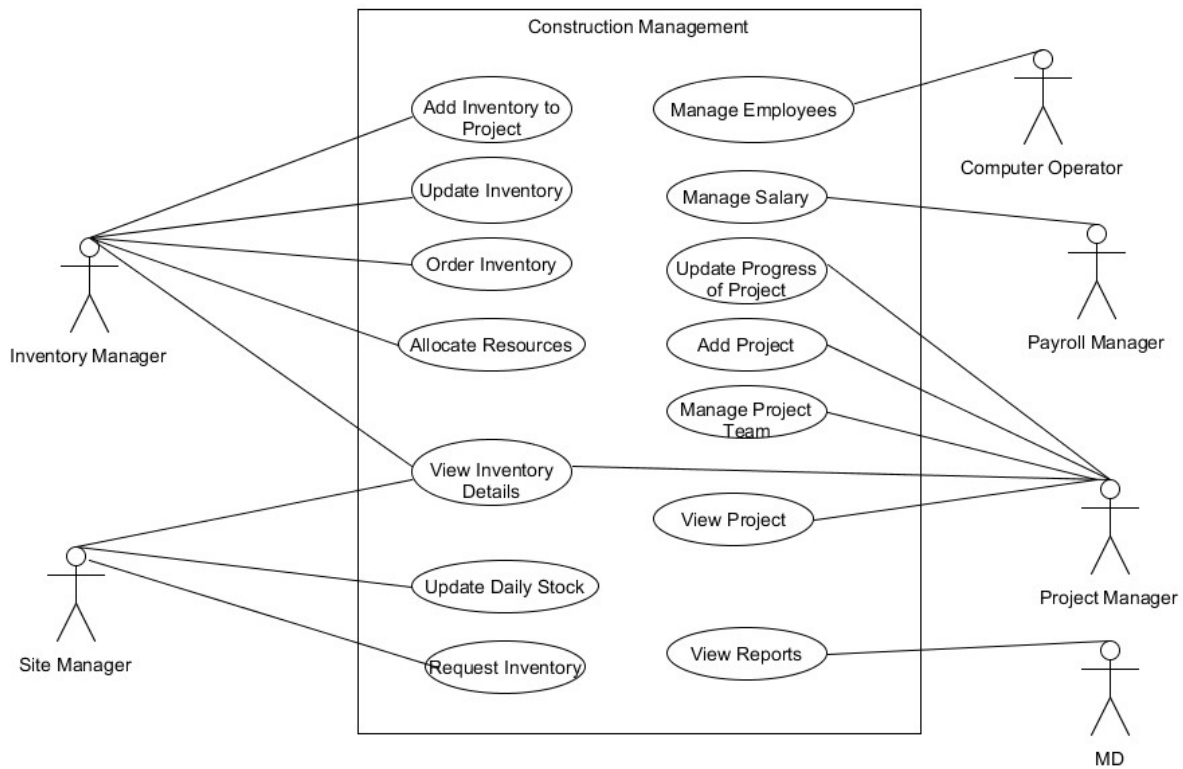 Construction Management
Add Inventory to
Project
Manage Employees
Computer Operator
Update Inventory
Manage Salary
Order Inventory
Update Progress
of Project
Inventory Manager
Allocate Resources
Add Project
Payroll Manager
Manage Project
Team
View Inventory
Details
View Project
Update Daily Stock
Project Manager
Site Manager
Request Inventory
View Reports
MD